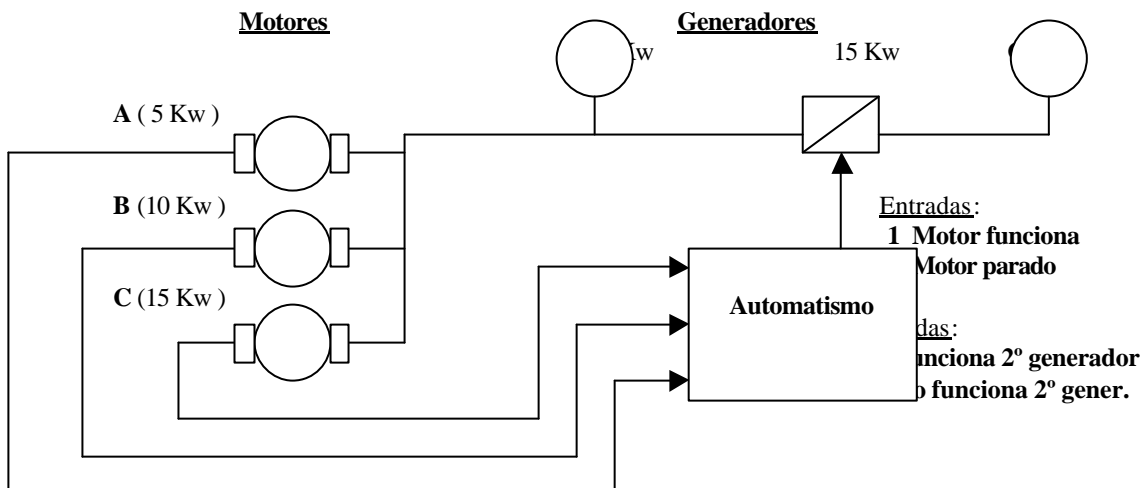 Motores
Generadores
Kw
15 Kw
A ( 5 Kw )
B (10 Kw )
C (15 Kw )
Entradas:
1 Motor funciona
Motor parado
Automatismo
das:
unciona 2º generador
o funciona 2º gener.